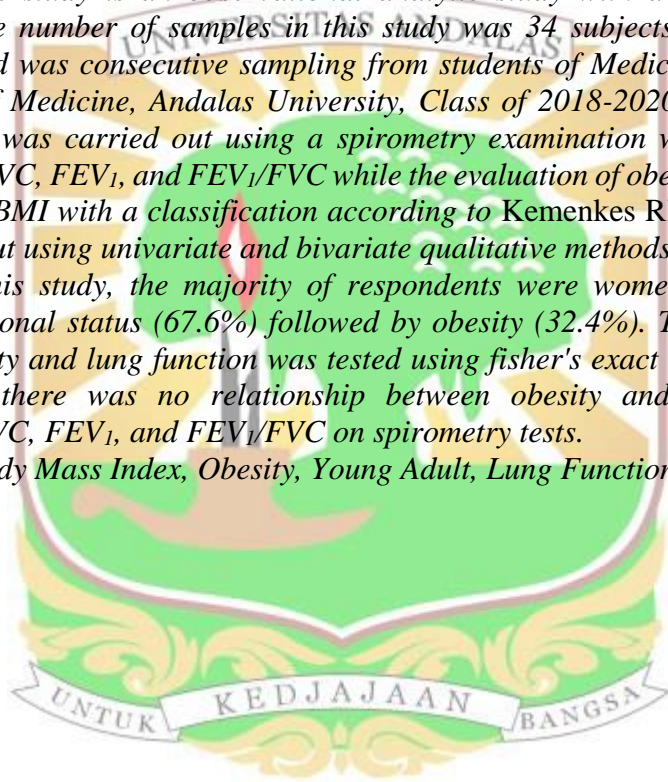 e number of samples in this study was 34 subjects
UNIVERSITAS ANDALAS
d was consecutive sampling from students of Medic
f Medicine, Andalas University, Class of 2018-2020
was carried out using a spirometry examination
VC, FEV₁, and FEV₁/FVC while the evaluation of obe
BMI with a classification according to Kemenkes R
ut using univariate and bivariate qualitative methods
his study, the majority of respondents were wome
onal status (67.6%) followed by obesity (32.4%). T
ty and lung function was tested using fisher's exact
there was no relationship between obesity and
VC, FEV₁, and FEV₁/FVC on spirometry tests.
dy Mass Index, Obesity, Young Adult, Lung Function
UNTUK KEDJAJAAN BANGSA